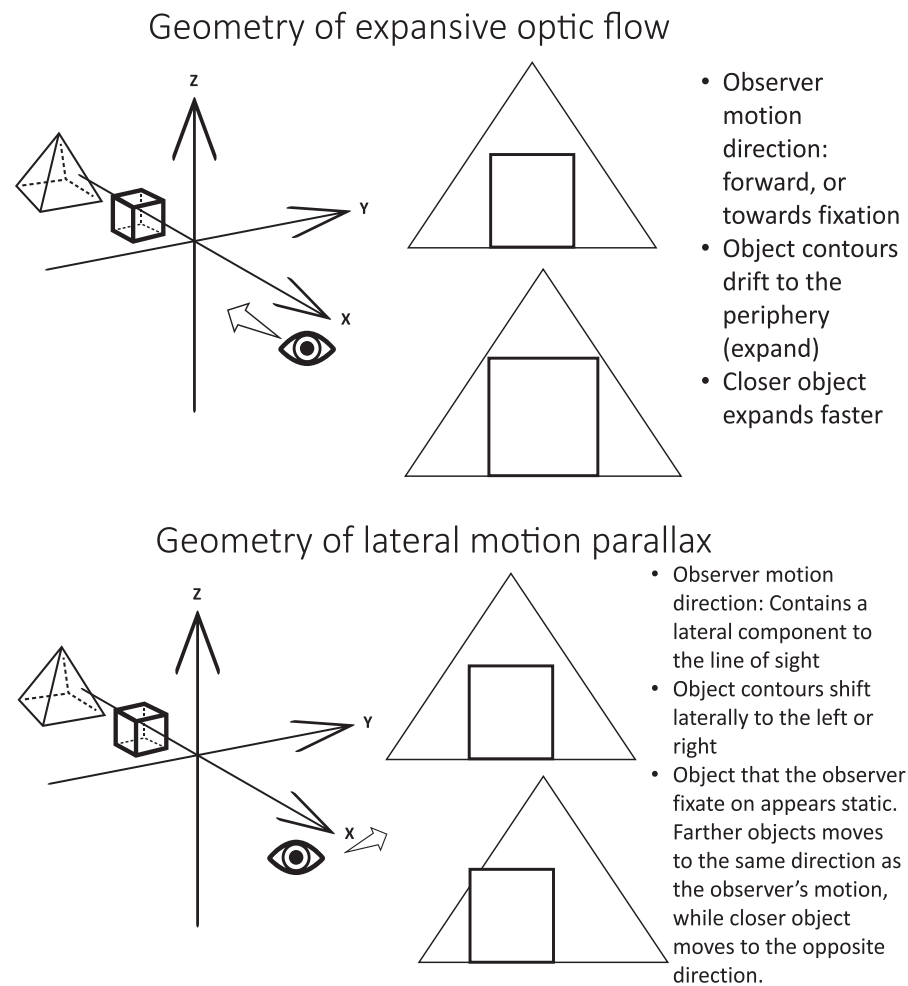 Geometry of expansive optic flow
Z
Y
X
• Observer
motion
direction:
forward, or
towards fixation
• Object contours
drift to the
periphery
(expand)
• Closer object
expands faster
Geometry of lateral motion parallax
Z
Y
X
• Observer motion
direction: Contains a
lateral component to
the line of sight
• Object contours shift
laterally to the left or
right
• Object that the observer
fixate on appears static.
Farther objects moves
to the same direction as
the observer’s motion,
while closer object
moves to the opposite
direction.